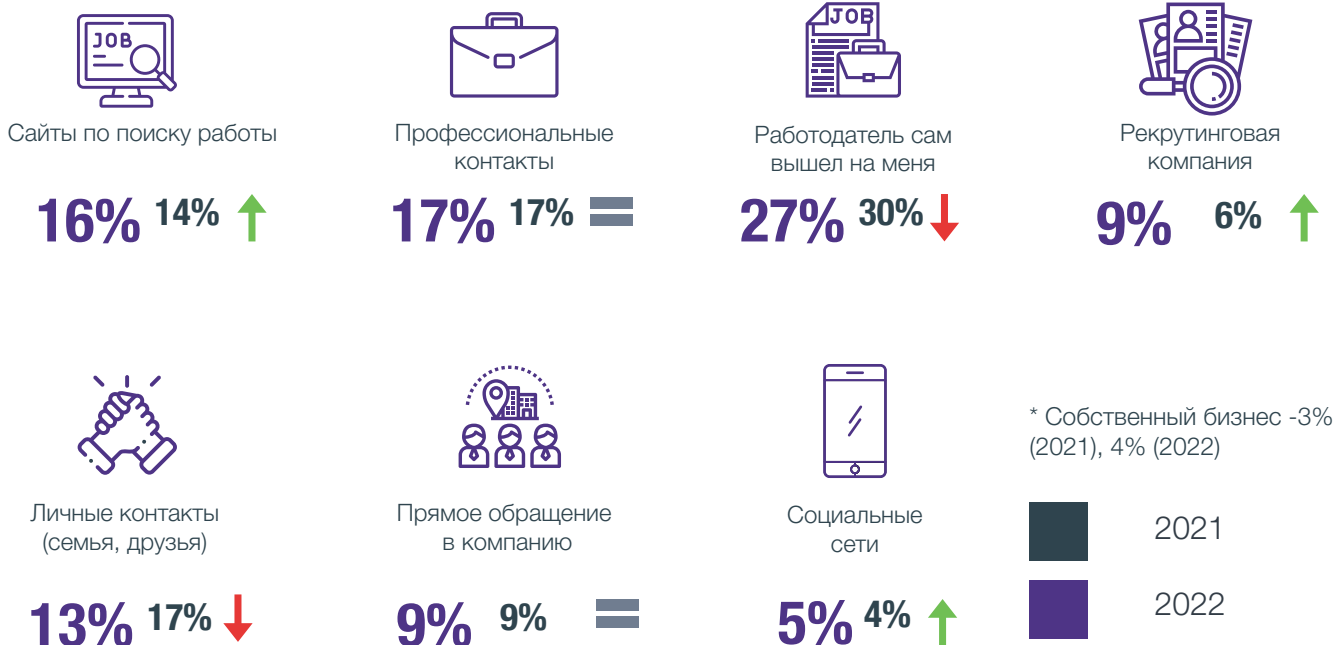 JOB
JOB
Сайты по поиску работы
Профессиональные
контакты
Работодатель сам
вышел на меня
Рекрутинговая
компания
16% 14%
17% 17%
27% 30%
9% 6%
* Собственный бизнес -3%
(2021), 4% (2022)
Личные контакты
(семья, друзья)
Прямое обращение
в компанию
Социальные
сети
2021
2022
13% 17%
9% 9%
5% 4%